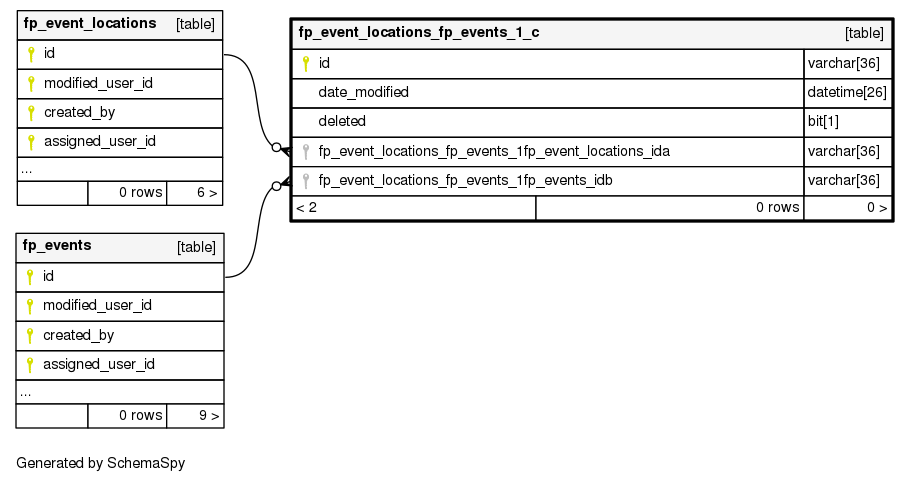 fp_event_locations [table]
id
modified_user_id
created_by
assigned_user_id
...
0 rows 6 >
fp_event_locations_fp_events_1_c [table]
id varchar[36]
date_modified datetime[26]
deleted bit[1]
fp_event_locations_fp_events_1fp_event_locations_ida varchar[36]
fp_event_locations_fp_events_1fp_events_idb varchar[36]
< 2 0 rows 0 >
fp_events [table]
id
modified_user_id
created_by
assigned_user_id
...
0 rows 9 >
Generated by SchemaSpy